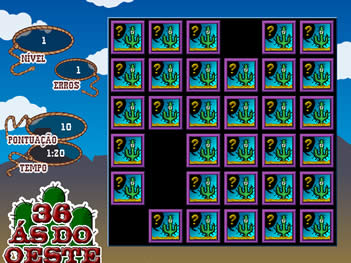 1
NÍVEL
1
ERROS
10
PONTUAÇÃO
1:20
TEMPO
36
ÁS DO
OESTE
? ? ? ? ?
? ? ? ? ? ?
? ? ? ? ? ?
? ? ? ? ?
? ? ? ? ?
? ? ? ? ?